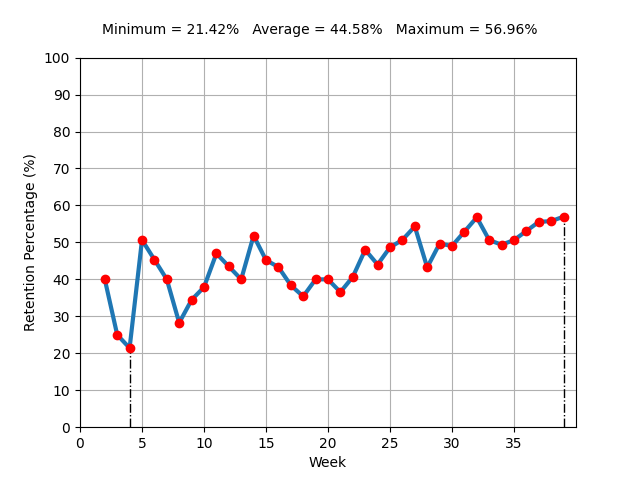 Minimum = 21.42%   Average = 44.58%   Maximum = 56.96%
100
90
80
70
60
50
40
30
20
10
0
Retention Percentage (%)
0 5 10 15 20 25 30 35
Week